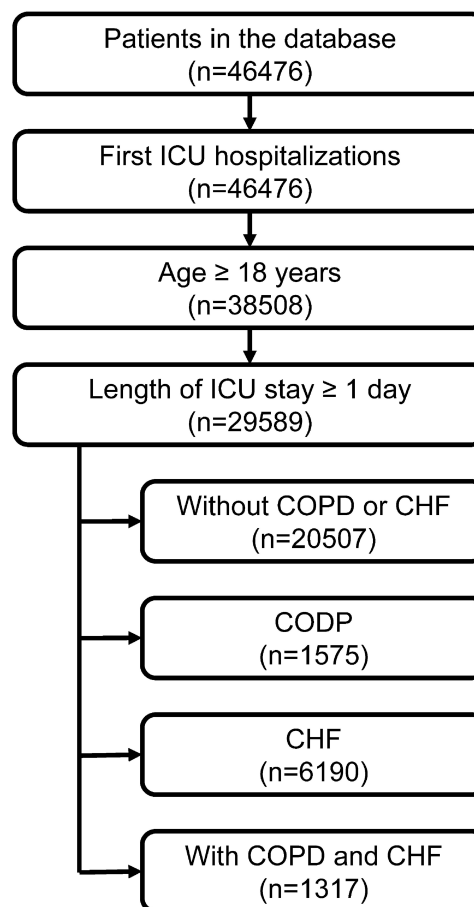 Patients in the database
(n=46476)
First ICU hospitalizations
(n=46476)
Age ≥ 18 years
(n=38508)
Length of ICU stay ≥ 1 day
(n=29589)
Without COPD or CHF
(n=20507)
CODP
(n=1575)
CHF
(n=6190)
With COPD and CHF
(n=1317)